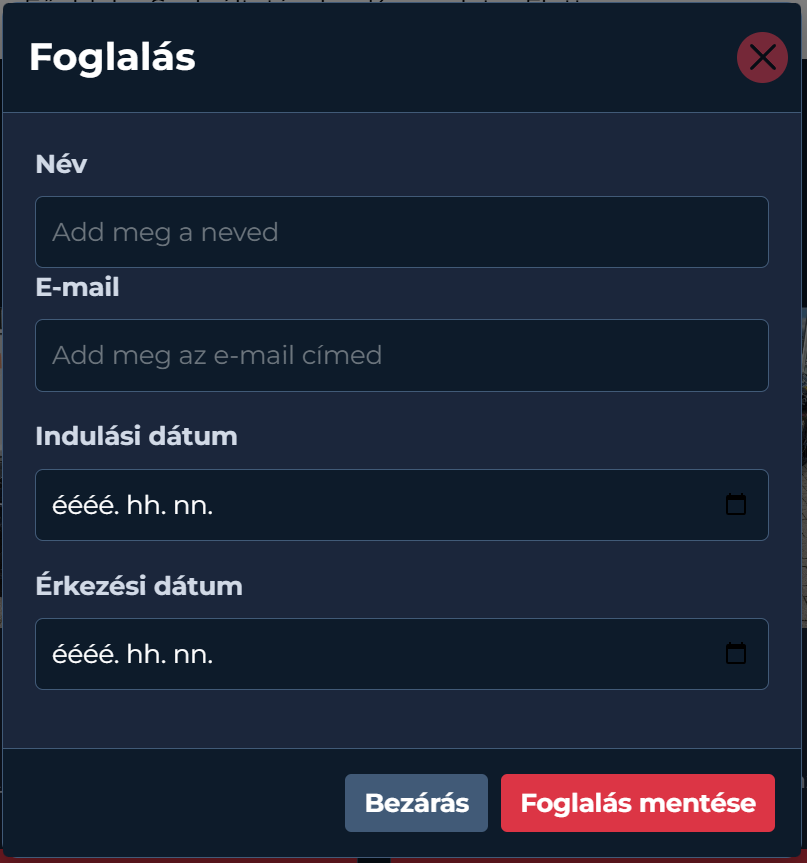 Foglalás
Név
Add meg a neved
E-mail
Add meg az e-mail címed
Indulási dátum
éééé. hh. nn.
Érkezési dátum
éééé. hh. nn.
Bezárás
Foglalás mentése